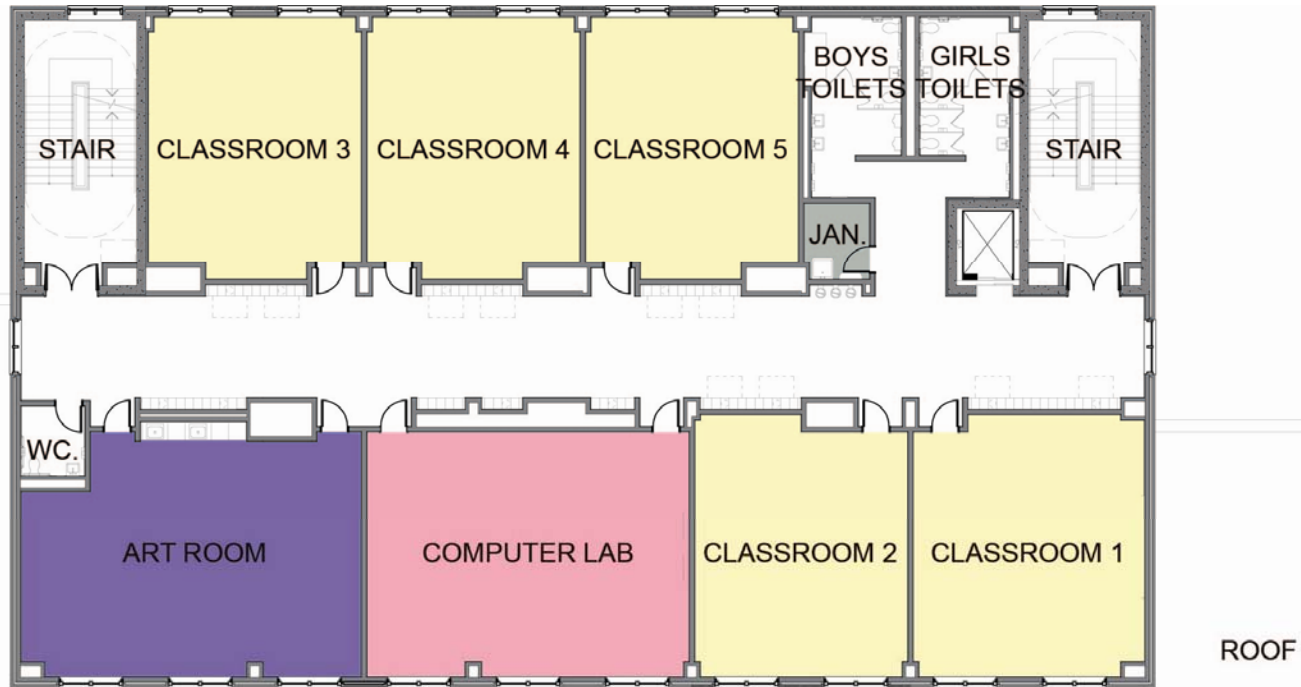 BOYS
TOILETS
GIRLS
TOILETS
STAIR
CLASSROOM 3
CLASSROOM 4
CLASSROOM 5
STAIR
JAN.
WC.
ART ROOM
COMPUTER LAB
CLASSROOM 2
CLASSROOM 1
ROOF